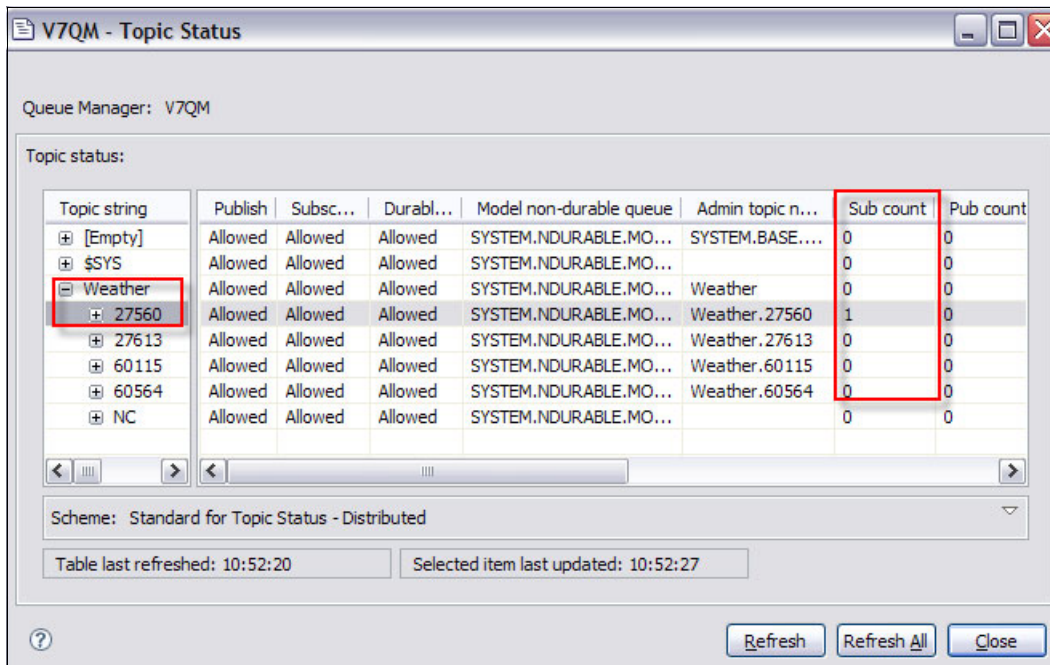 V7QM - Topic Status
Queue Manager: V7QM
Topic status:
Topic string Publish Subsc... Durabl... Model non-durable queue Admin topic n... Sub count Pub count
[Empty] Allowed Allowed Allowed SYSTEM.NDURABLE.MO... SYSTEM.BASE.... 0 0
$SYS Allowed Allowed Allowed SYSTEM.NDURABLE.MO... 0 0
Weather Allowed Allowed Allowed SYSTEM.NDURABLE.MO... Weather 0 0
27560 Allowed Allowed Allowed SYSTEM.NDURABLE.MO... Weather.27560 1 0
27613 Allowed Allowed Allowed SYSTEM.NDURABLE.MO... Weather.27613 0 0
60115 Allowed Allowed Allowed SYSTEM.NDURABLE.MO... Weather.60115 0 0
60564 Allowed Allowed Allowed SYSTEM.NDURABLE.MO... Weather.60564 0 0
NC Allowed Allowed Allowed SYSTEM.NDURABLE.MO... 0 0
Scheme: Standard for Topic Status - Distributed
Table last refreshed: 10:52:20 Selected item last updated: 10:52:27
? Refresh Refresh All Close